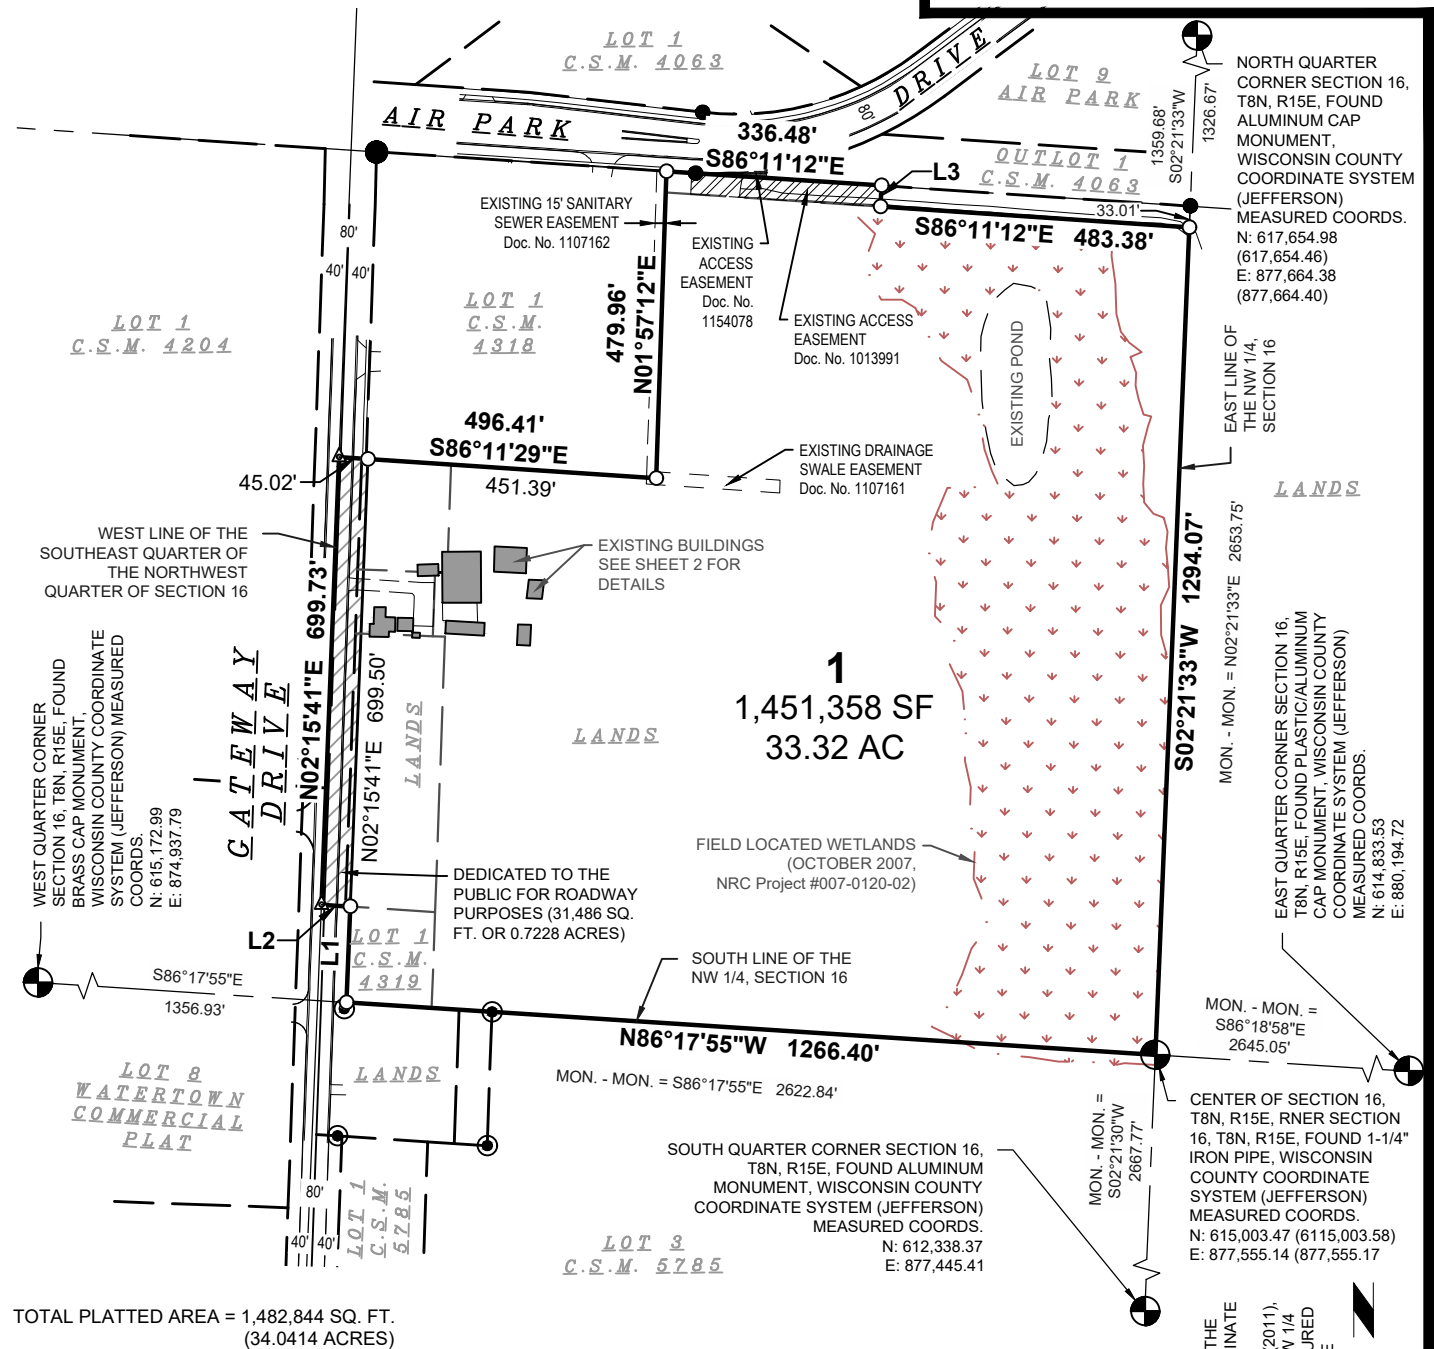 LOT 1
C.S.M. 4063
AIR PARK
DRIVE
80'
LOT 9
AIR PARK
1359.68'
S02°21'33"W
1326.67'
NORTH QUARTER
CORNER SECTION 16,
T8N, R15E, FOUND
ALUMINUM CAP
MONUMENT,
WISCONSIN COUNTY
COORDINATE SYSTEM
(JEFFERSON)
MEASURED COORDS.
N: 617,654.98
(617,654.46)
E: 877,664.38
(877,664.40)
336.48'
S86°11'12"E
OUTLOT 1
C.S.M. 4063
L3
33.01'
S86°11'12"E 483.38'
EXISTING 15' SANITARY
SEWER EASEMENT
Doc. No. 1107162
EXISTING
ACCESS
EASEMENT
Doc. No.
1154078
EXISTING ACCESS
EASEMENT
Doc. No. 1013991
80'
40'
40'
LOT 1
C.S.M. 4204
LOT 1
C.S.M.
4318
479.96'
N01°57'12"E
EXISTING POND
EAST LINE OF
THE NW 1/4,
SECTION 16
496.41'
S86°11'29"E
451.39'
45.02'
EXISTING DRAINAGE
SWALE EASEMENT
Doc. No. 1107161
LANDS
WEST LINE OF THE
SOUTHEAST QUARTER OF
THE NORTHWEST
QUARTER OF SECTION 16
EXISTING BUILDINGS
SEE SHEET 2 FOR
DETAILS
N02°15'41"E 699.73'
N02°15'41"E 699.50'
GATEWAY
DRIVE
LANDS
LANDS
1
1,451,358 SF
33.32 AC
S02°21'33"W 1294.07'
MON. - MON. = N02°21'33"E 2653.75'
WEST QUARTER CORNER
SECTION 16, T8N, R15E, FOUND
BRASS CAP MONUMENT,
WISCONSIN COUNTY COORDINATE
SYSTEM (JEFFERSON) MEASURED
COORDS.
N: 615,172.99
E: 874,937.79
EAST QUARTER CORNER SECTION 16,
T8N, R15E, FOUND PLASTIC/ALUMINUM
CAP MONUMENT, WISCONSIN COUNTY
COORDINATE SYSTEM (JEFFERSON)
MEASURED COORDS.
N: 614,833.53
E: 880,194.72
FIELD LOCATED WETLANDS
(OCTOBER 2007,
NRC Project #007-0120-02)
DEDICATED TO THE
PUBLIC FOR ROADWAY
PURPOSES (31,486 SQ.
FT. OR 0.7228 ACRES)
L2
L1
LOT 1
C.S.M.
4319
SOUTH LINE OF THE
NW 1/4, SECTION 16
S86°17'55"E
1356.93'
N86°17'55"W 1266.40'
MON. - MON. = S86°17'55"E 2622.84'
MON. - MON. =
S86°18'58"E
2645.05'
LOT 8
WATERTOWN
COMMERCIAL
PLAT
LANDS
MON. - MON. =
S02°21'30"W
2667.77'
CENTER OF SECTION 16,
T8N, R15E, RNER SECTION
16, T8N, R15E, FOUND 1-1/4"
IRON PIPE, WISCONSIN
COUNTY COORDINATE
SYSTEM (JEFFERSON)
MEASURED COORDS.
N: 615,003.47 (6115,003.58)
E: 877,555.14 (877,555.17
SOUTH QUARTER CORNER SECTION 16,
T8N, R15E, FOUND ALUMINUM
MONUMENT, WISCONSIN COUNTY
COORDINATE SYSTEM (JEFFERSON)
MEASURED COORDS.
N: 612,338.37
E: 877,445.41
80'
40'
40'
LOT 1
C.S.M.
5785
LOT 3
C.S.M. 5785
TOTAL PLATTED AREA = 1,482,844 SQ. FT.
(34.0414 ACRES)
THE